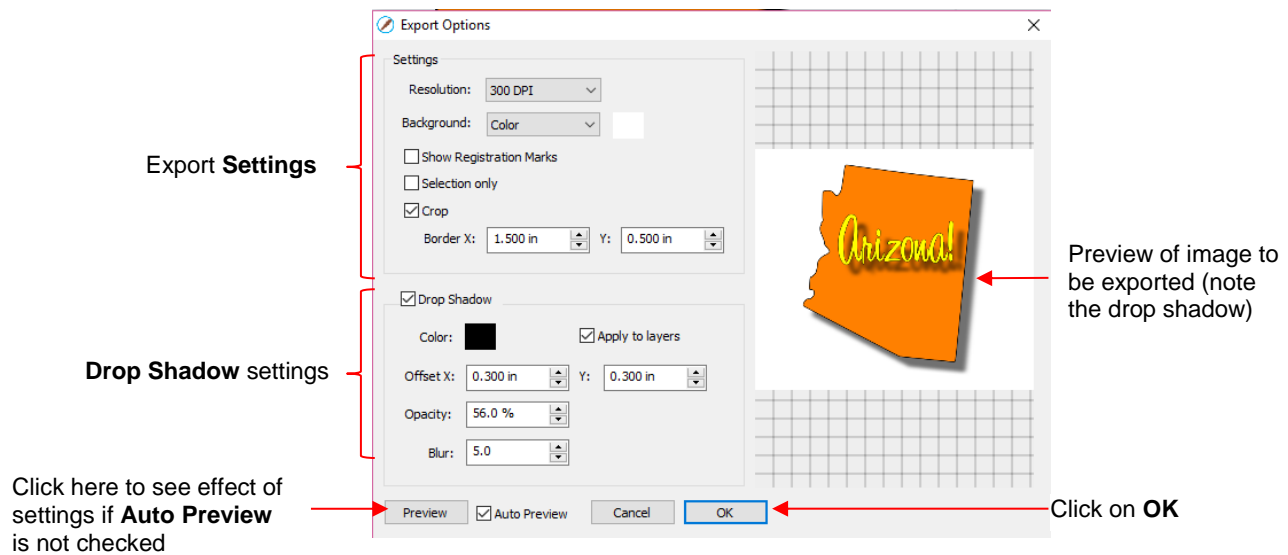 Export Options
Settings
Resolution: 300 DPI
Background: Color
Show Registration Marks
Selection only
Crop
Border X: 1.500 in Y: 0.500 in
Export Settings
Arizona!
Preview of image to
be exported (note
the drop shadow)
Drop Shadow
Color: Apply to layers
Offset X: 0.300 in Y: 0.300 in
Opacity: 56.0 %
Blur: 5.0
Drop Shadow settings
Click here to see effect of
settings if Auto Preview
is not checked
Preview Auto Preview Cancel OK
Click on OK